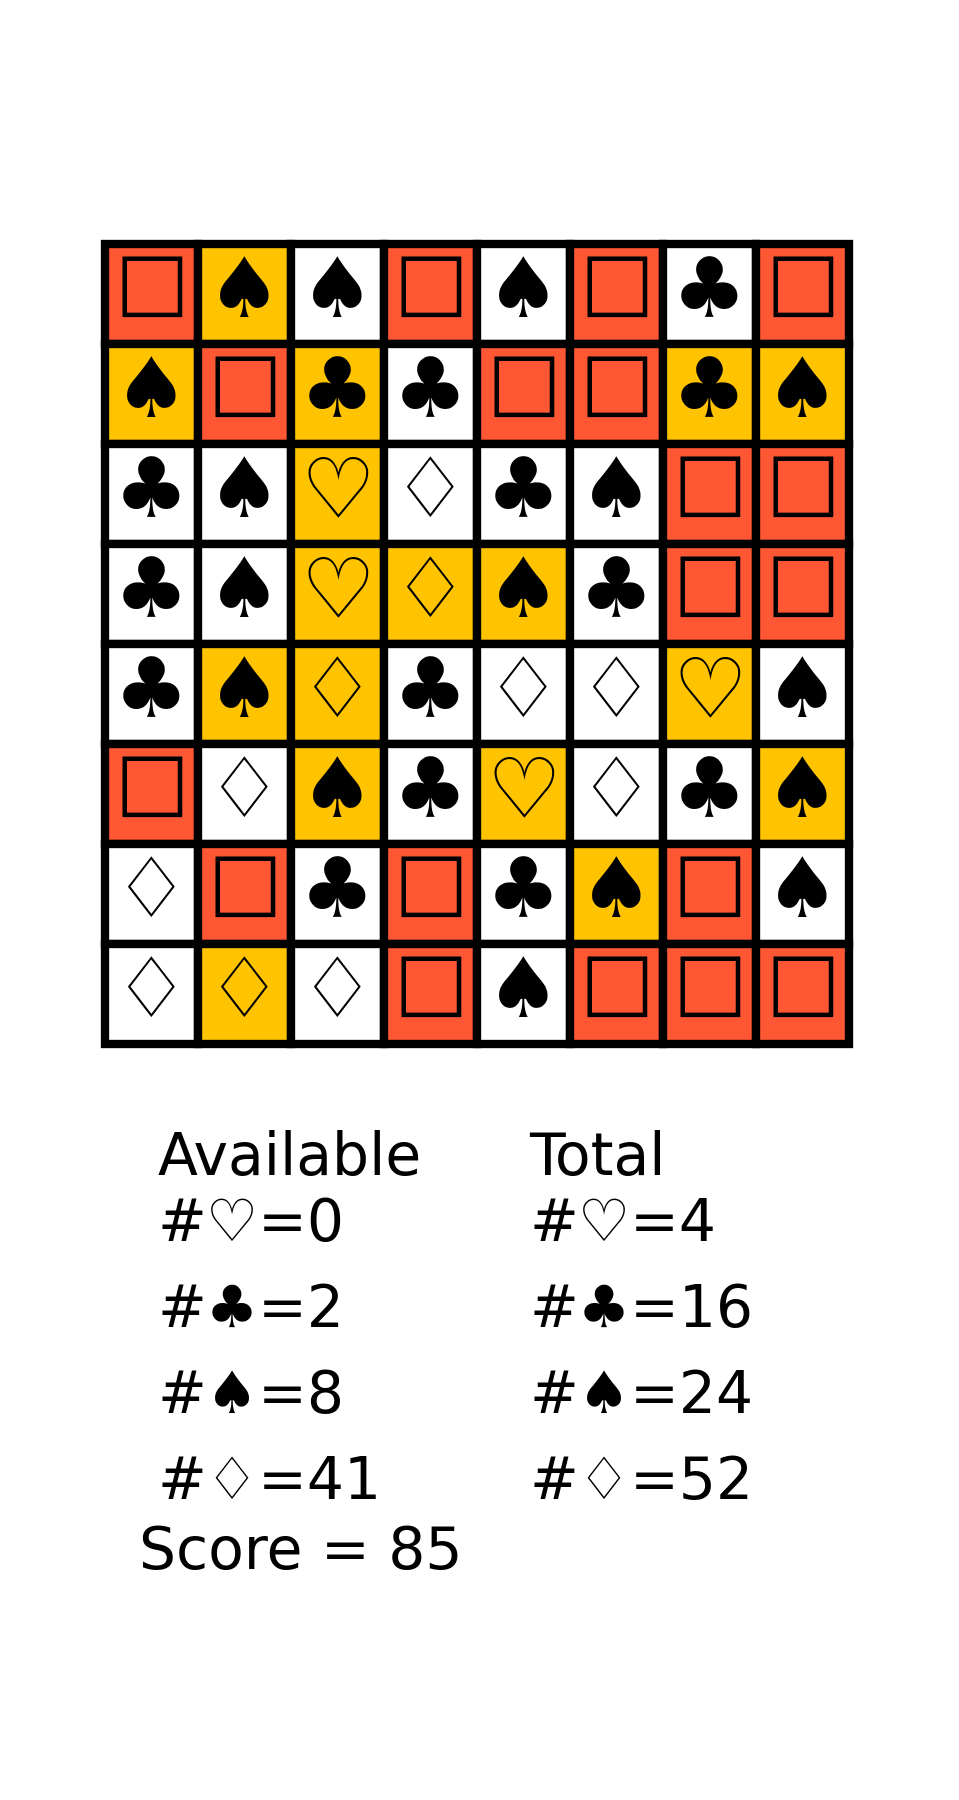 □ ♠ ♠ □ ♠ □ ♣ □
♠ □ ♣ ♣ □ □ ♣ ♠
♣ ♠ ♡ ♢ ♣ ♠ □ □
♣ ♠ ♡ ♢ ♠ ♣ □ □
♣ ♠ ♢ ♣ ♢ ♢ ♡ ♠
□ ♢ ♠ ♣ ♡ ♢ ♣ ♠
♢ □ ♣ □ ♣ ♠ □ ♠
♢ ♢ ♢ □ ♠ □ □ □
Available Total
#♡=0 #♡=4
#♣=2 #♣=16
#♠=8 #♠=24
#♢=41 #♢=52
Score = 85